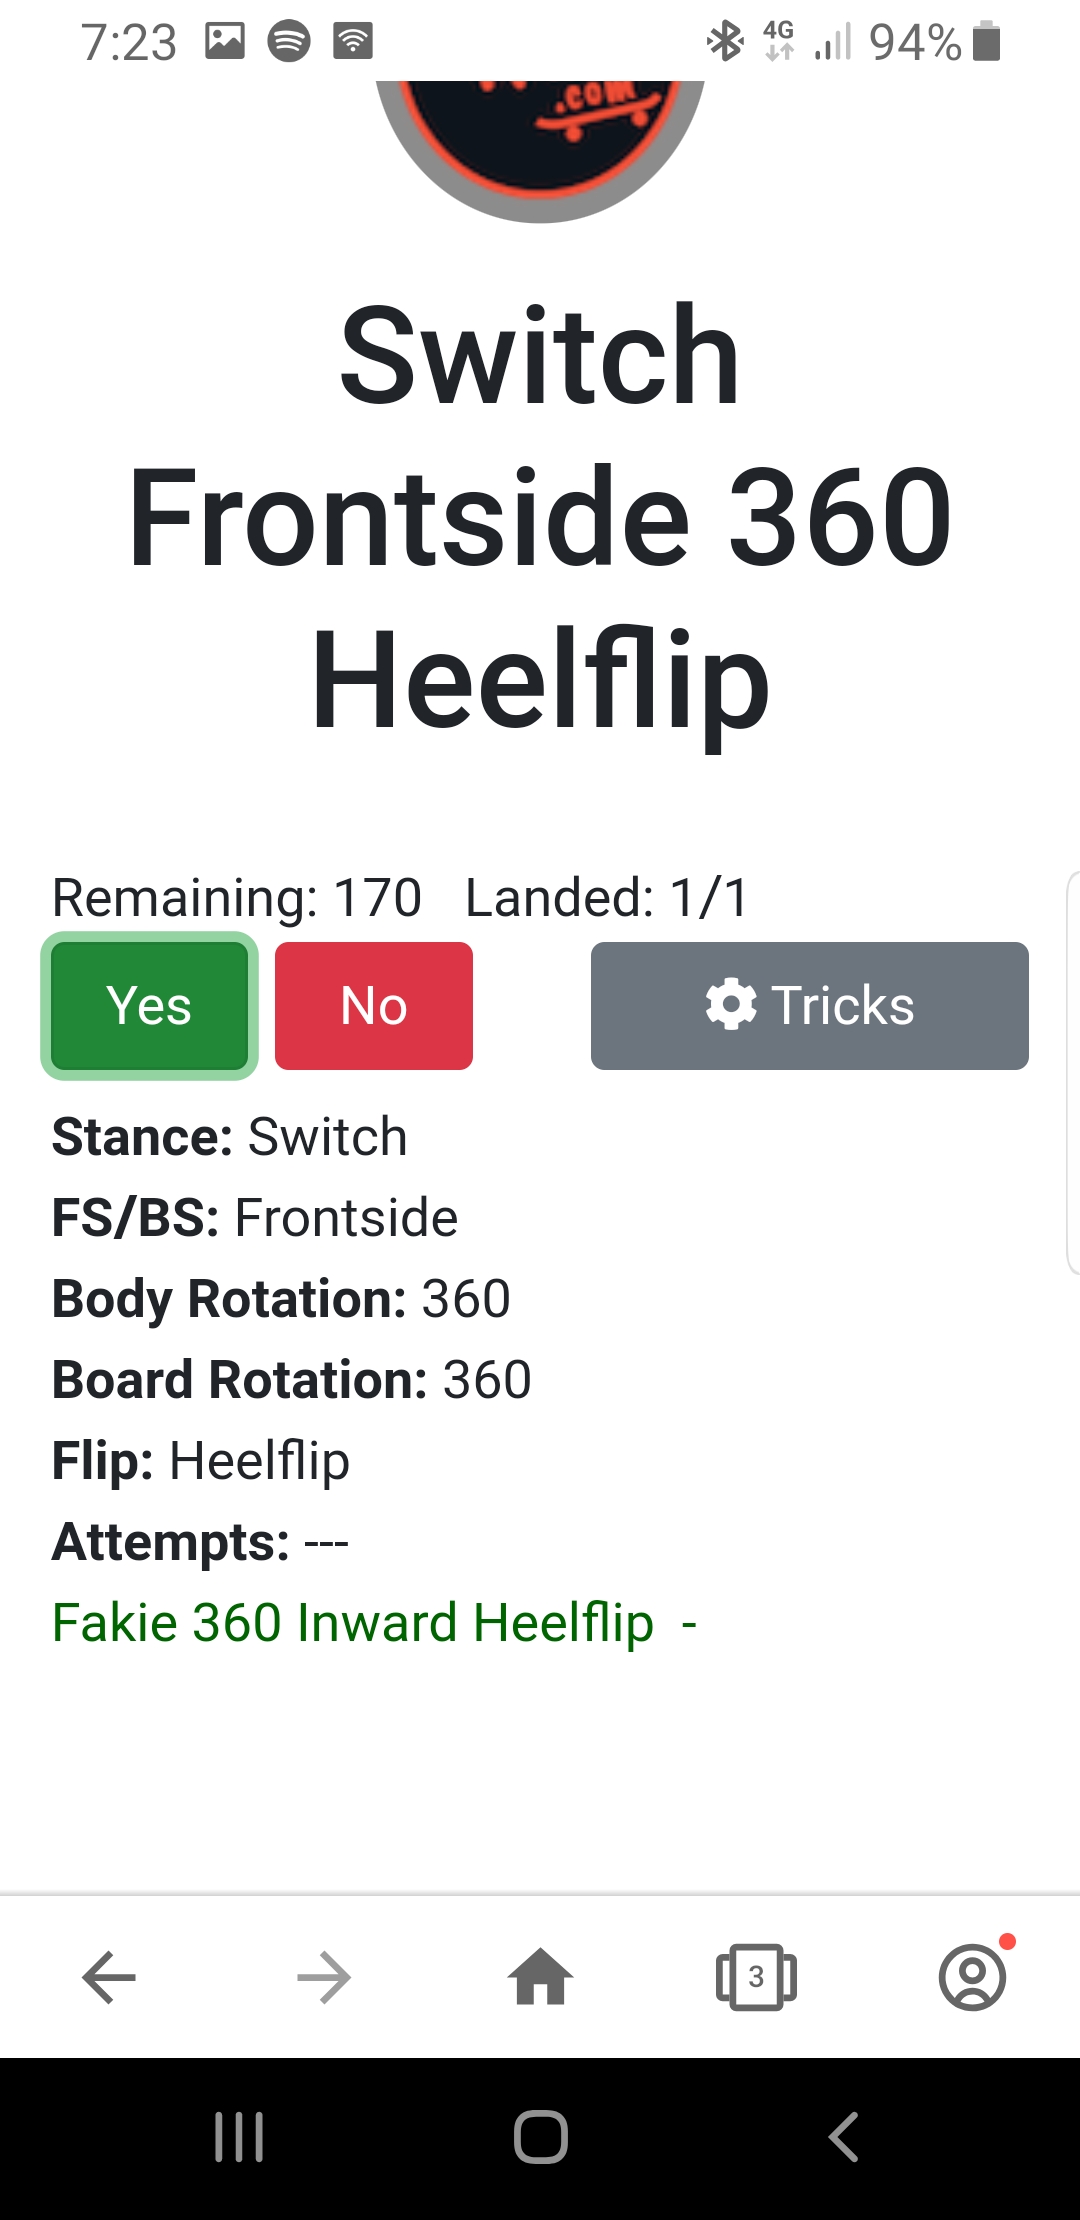 7:23 4G 94%
.com
Switch
Frontside 360
Heelflip
Remaining: 170 Landed: 1/1
Yes No Tricks
Stance: Switch
FS/BS: Frontside
Body Rotation: 360
Board Rotation: 360
Flip: Heelflip
Attempts: ---
Fakie 360 Inward Heelflip -
3